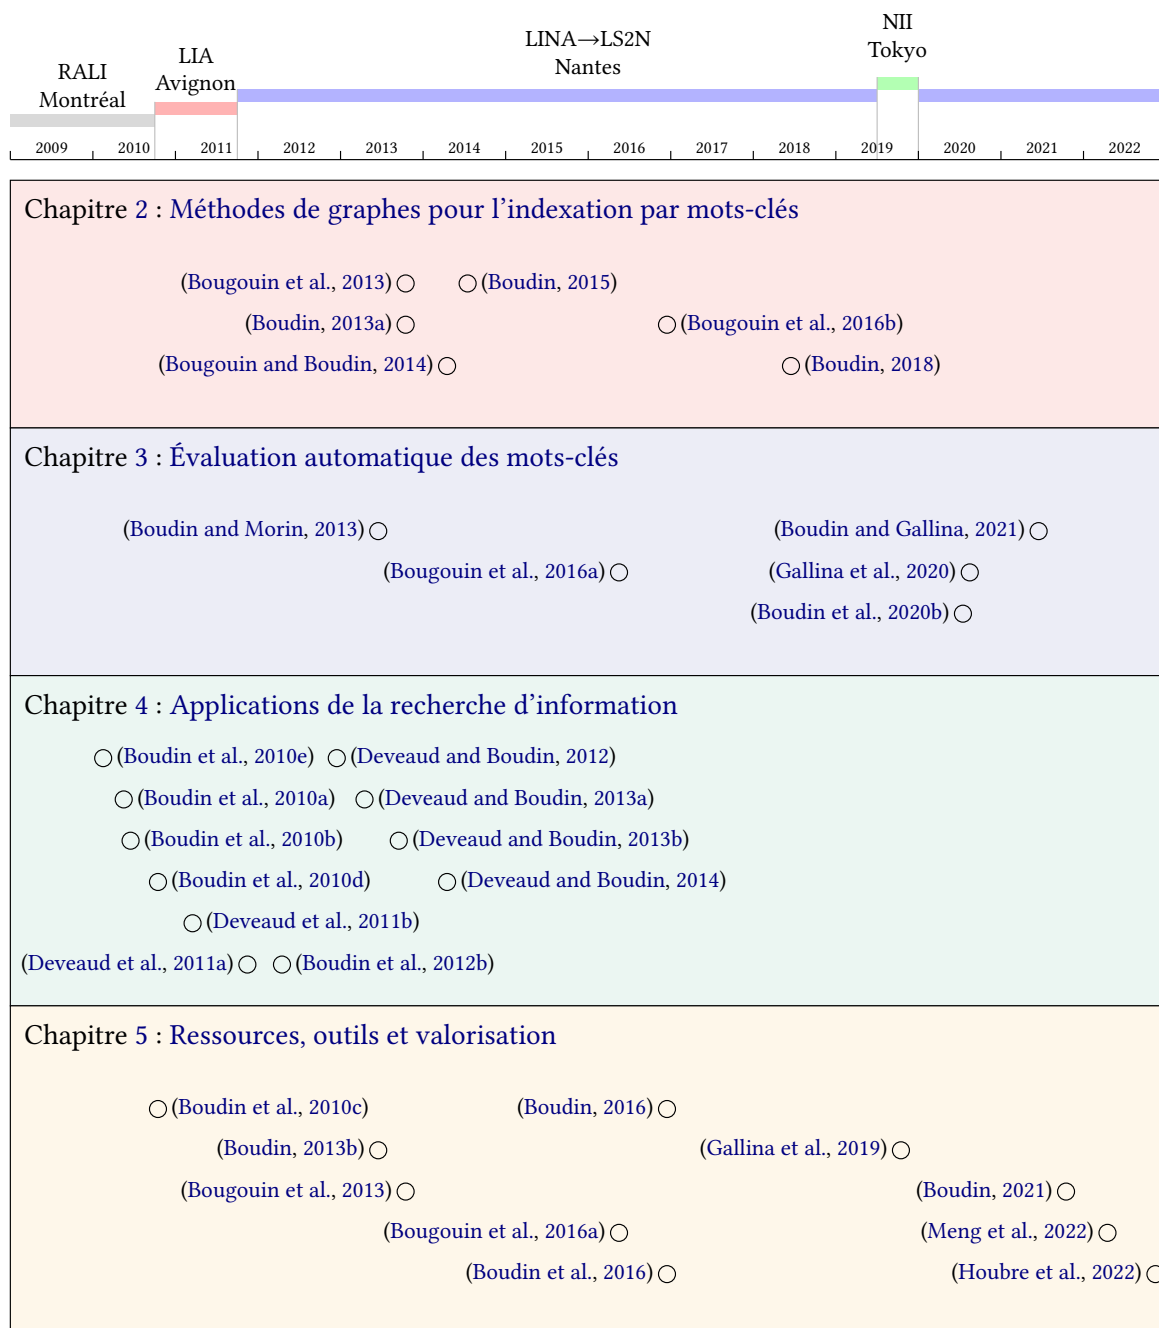 NII
Tokyo
LINA→LS2N
Nantes
LIA
Avignon
RALI
Montréal
2009 2010 2011 2012 2013 2014 2015 2016 2017 2018 2019 2020 2021 2022
Chapitre 2 : Méthodes de graphes pour l'indexation par mots-clés
(Bougouin et al., 2013) (Boudin, 2015)
(Boudin, 2013a) (Bougouin et al., 2016b)
(Bougouin and Boudin, 2014) (Boudin, 2018)
Chapitre 3 : Évaluation automatique des mots-clés
(Boudin and Morin, 2013) (Boudin and Gallina, 2021)
(Bougouin et al., 2016a) (Gallina et al., 2020)
(Boudin et al., 2020b)
Chapitre 4 : Applications de la recherche d'information
(Boudin et al., 2010e) (Deveaud and Boudin, 2012)
(Boudin et al., 2010a) (Deveaud and Boudin, 2013a)
(Boudin et al., 2010b) (Deveaud and Boudin, 2013b)
(Boudin et al., 2010d) (Deveaud and Boudin, 2014)
(Deveaud et al., 2011b)
(Deveaud et al., 2011a) (Boudin et al., 2012b)
Chapitre 5 : Ressources, outils et valorisation
(Boudin et al., 2010c) (Boudin, 2016)
(Boudin, 2013b) (Gallina et al., 2019)
(Bougouin et al., 2013) (Boudin, 2021)
(Bougouin et al., 2016a) (Meng et al., 2022)
(Boudin et al., 2016) (Houbre et al., 2022)